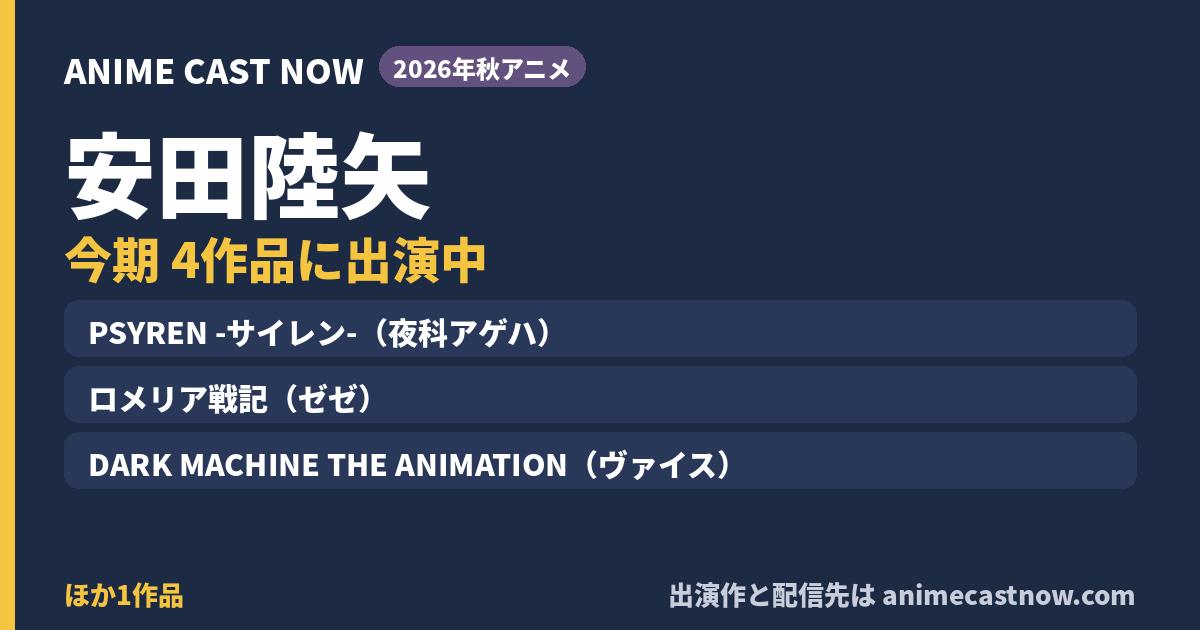 ANIME CAST NOW 2026年秋アニメ
安田陸矢
今期 4作品に出演中
PSYREN -サイレン-（夜科アゲハ）
ロメリア戦記（ゼゼ）
DARK MACHINE THE ANIMATION（ヴァイス）
ほか1作品 出演作と配信先は animecastnow.com